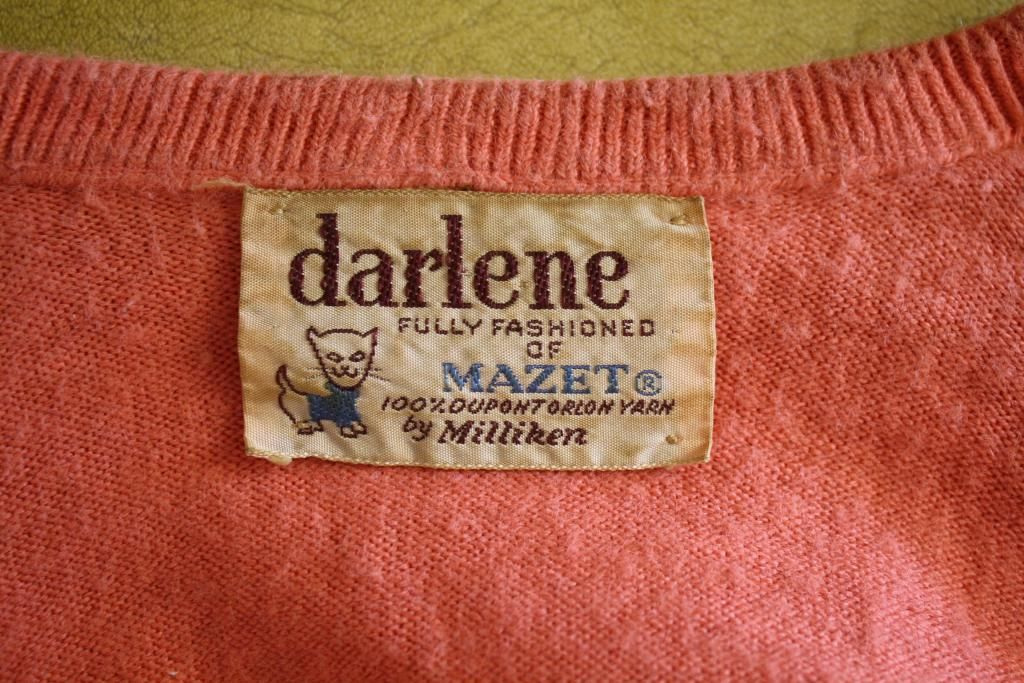 darlene
FULLY FASHIONED
OF
MAZET®
100% DUPONT ORLON YARN
by Milliken